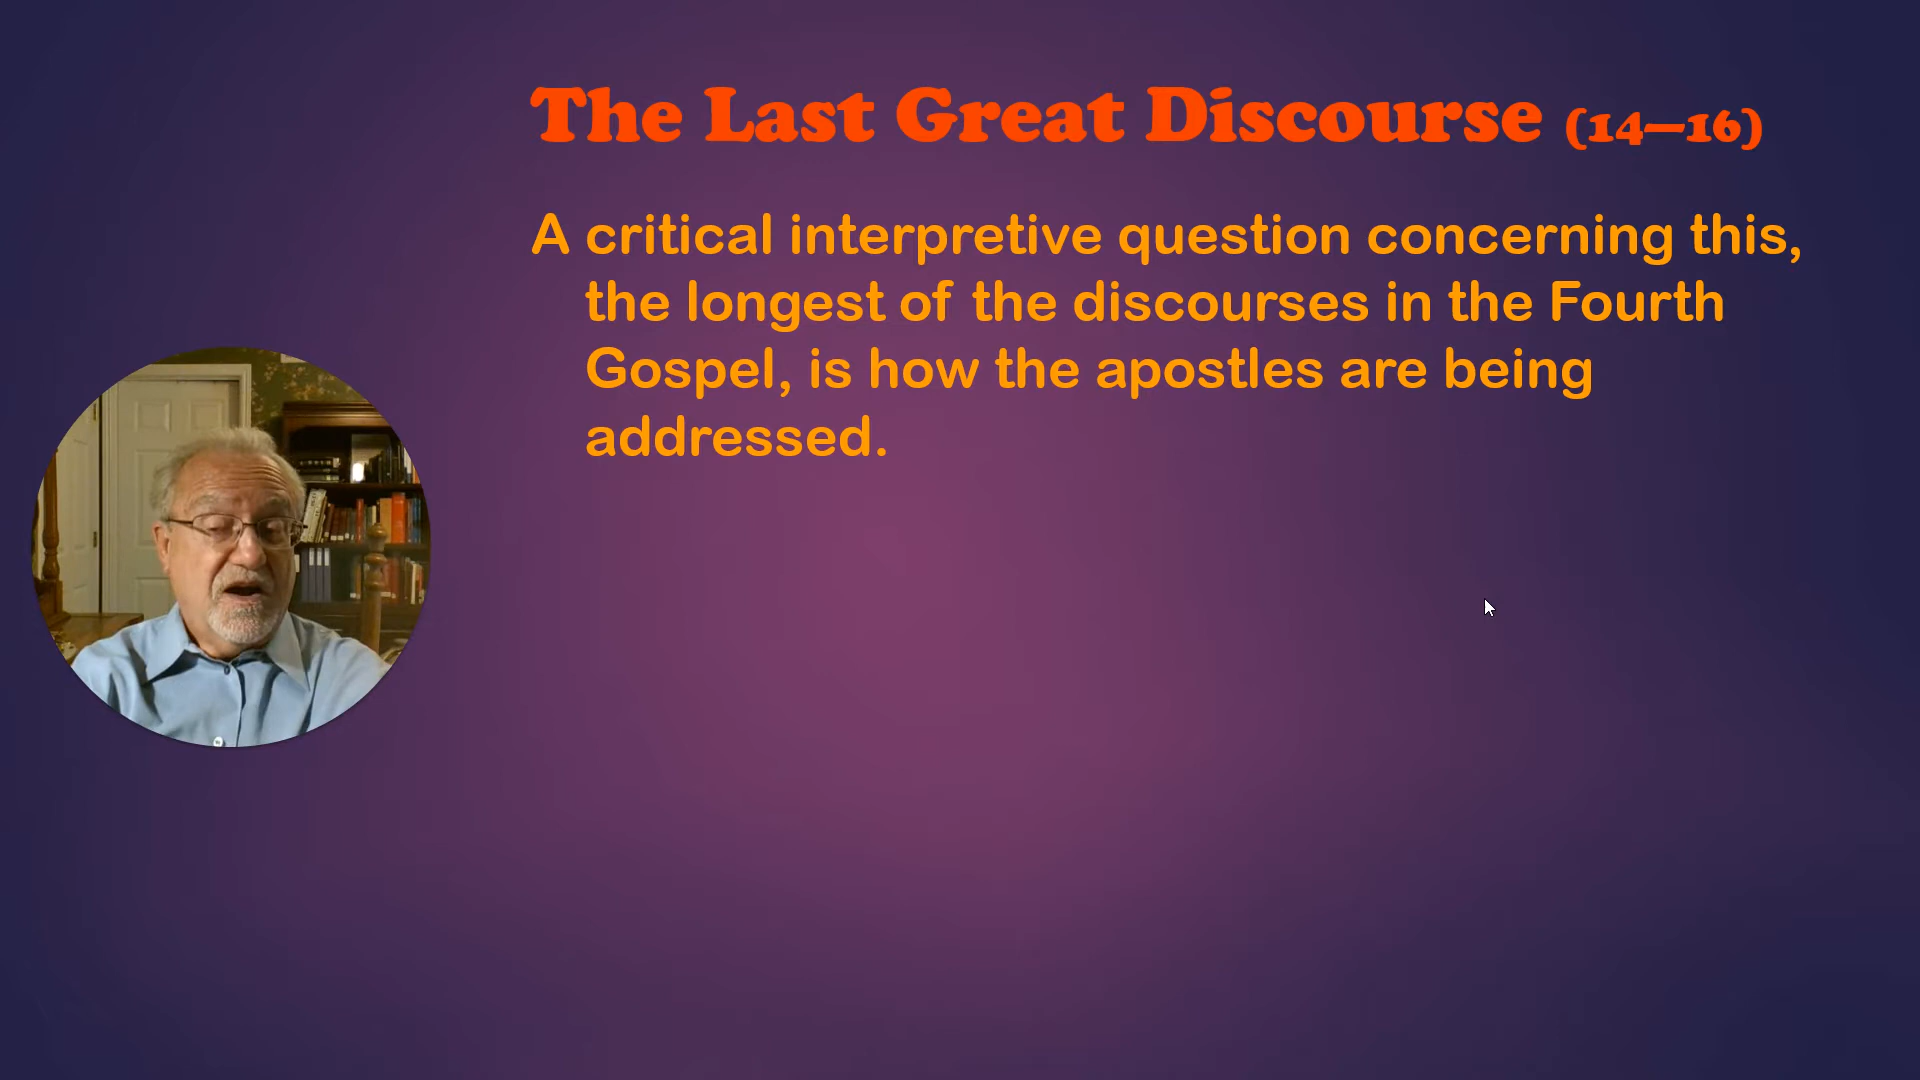 The Last Great Discourse (14—16)
A critical interpretive question concerning this,
the longest of the discourses in the Fourth
Gospel, is how the apostles are being
addressed.